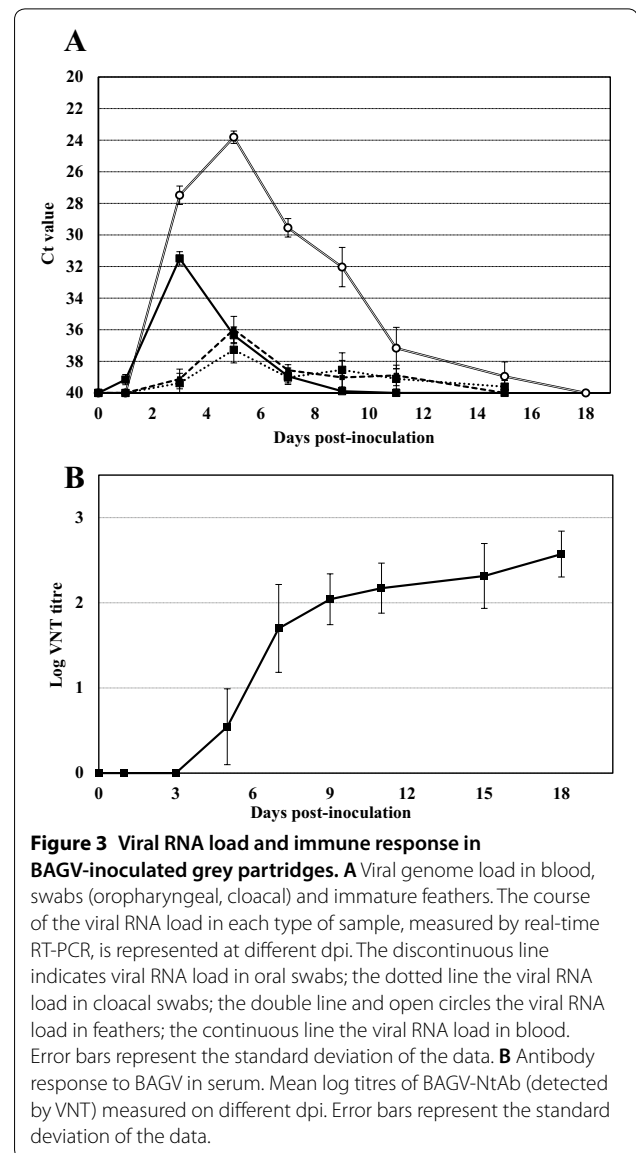 A
20
22
24
26
28
30
32
34
36
38
40
Ct value
0 2 4 6 8 10 12 14 16 18
Days post-inoculation
B
3
2
1
0
Log VNT titre
0 3 6 9 12 15 18
Days post-inoculation
Figure 3 Viral RNA load and immune response in
BAGV-inoculated grey partridges. A Viral genome load in blood,
swabs (oropharyngeal, cloacal) and immature feathers. The course
of the viral RNA load in each type of sample, measured by real-time
RT-PCR, is represented at different dpi. The discontinuous line
indicates viral RNA load in oral swabs; the dotted line the viral RNA
load in cloacal swabs; the double line and open circles the viral RNA
load in feathers; the continuous line the viral RNA load in blood.
Error bars represent the standard deviation of the data. B Antibody
response to BAGV in serum. Mean log titres of BAGV-NtAb (detected
by VNT) measured on different dpi. Error bars represent the standard
deviation of the data.